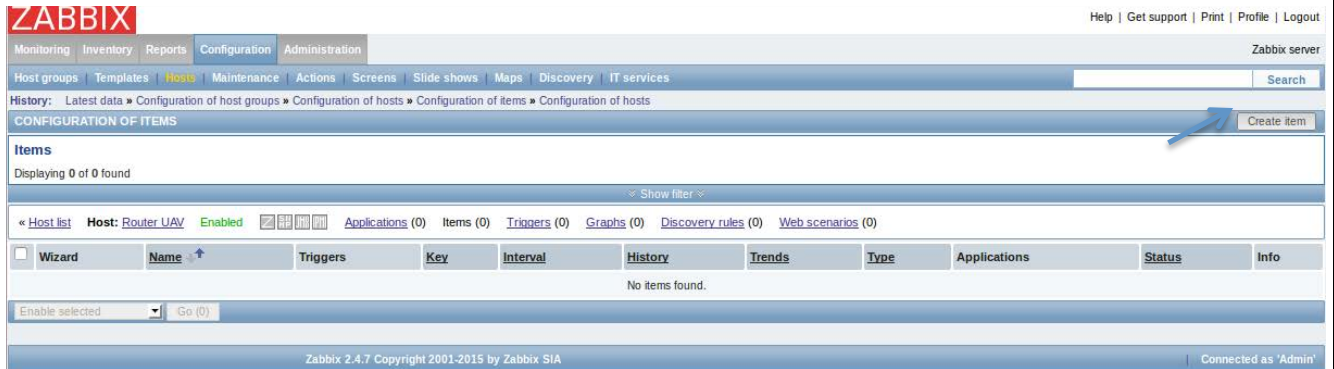 ZABBIX
Help | Get support | Print | Profile | Logout
Monitoring Inventory Reports Configuration Administration Zabbix server
Host groups | Templates | Hosts | Maintenance | Actions | Screens | Slide shows | Maps | Discovery | IT services Search
History: Latest data » Configuration of host groups » Configuration of hosts » Configuration of items » Configuration of hosts
CONFIGURATION OF ITEMS Create item
Items
Displaying 0 of 0 found
Show filter
« Host list Host: Router UAV Enabled Applications (0) Items (0) Triggers (0) Graphs (0) Discovery rules (0) Web scenarios (0)
Wizard Name Triggers Key Interval History Trends Type Applications Status Info
No items found.
Enable selected Go (0)
Zabbix 2.4.7 Copyright 2001-2015 by Zabbix SIA | Connected as 'Admin'